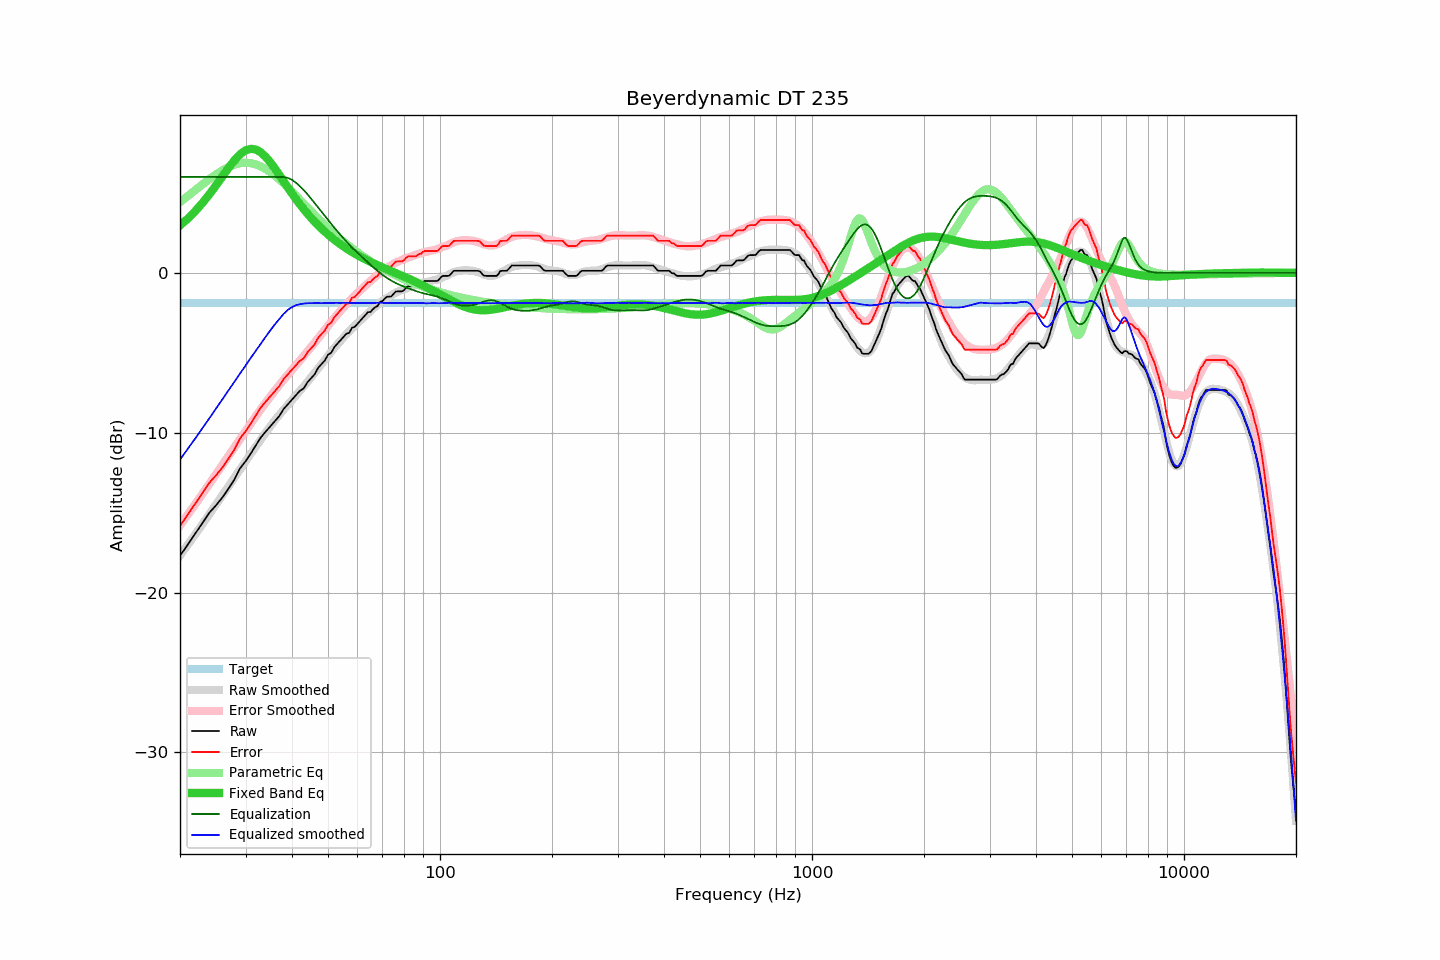 Beyerdynamic DT 235
Amplitude (dBr)
0
−10
−20
−30
Target
Raw Smoothed
Error Smoothed
Raw
Error
Parametric Eq
Fixed Band Eq
Equalization
Equalized smoothed
100
1000
10000
Frequency (Hz)